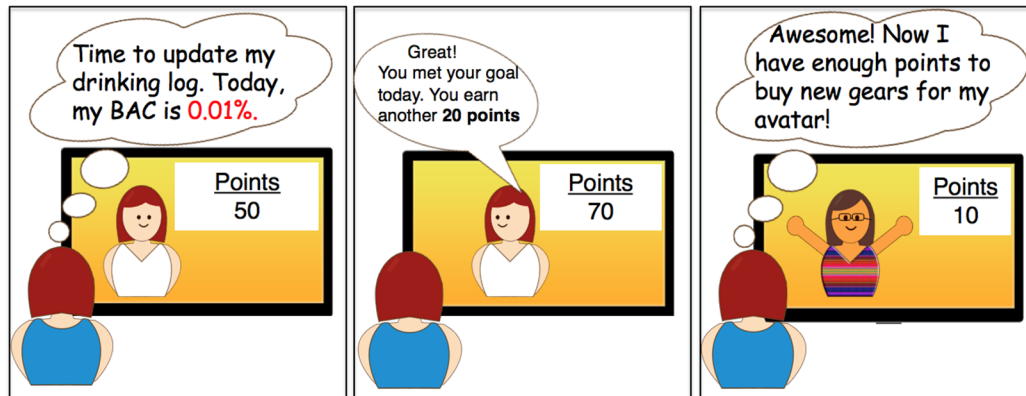 Time to update my
drinking log. Today,
my BAC is 0.01%.
Points
50
Great!
You met your goal
today. You earn
another 20 points
Points
70
Awesome! Now I
have enough points to
buy new gears for my
avatar!
Points
10